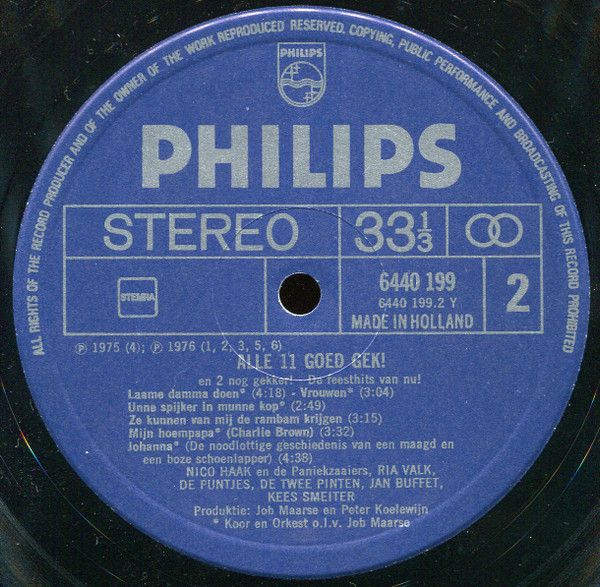 ALL RIGHTS OF THE RECORD PRODUCER AND OF THE OWNER OF THE WORK REPRODUCED RESERVED. COPYING, PUBLIC PERFORMANCE AND BROADCASTING OF THIS RECORD PROHIBITED
PHILIPS
PHILIPS
STEREO
33 1/3
STEMRA
6440 199
6440 199.2 Y
MADE IN HOLLAND
2
Ⓟ 1975 (4); Ⓟ 1976 (1, 2, 3, 5, 6)
ALLE 11 GOED GEK!
en 2 nog gekker! - De feesthits van nu!
Laame damma doen* (4:18) - Vrouwen* (3:04)
Unne spijker in munne kop* (2:49)
Ze kunnen van mij de rambam krijgen (3:15)
Mijn hoempapa* (Charlie Brown) (3:32)
Johanna* (De noodlottige geschiedenis van een maagd en
een boze schoenlapper) (4:38)
NICO HAAK en de Paniekzaaiers, RIA VALK,
DE PUNTJES, DE TWEE PINTEN, JAN BUFFET,
KEES SMEITER
Produktie: Job Maarse en Peter Koelewijn
* Koor en Orkest o.l.v. Job Maarse